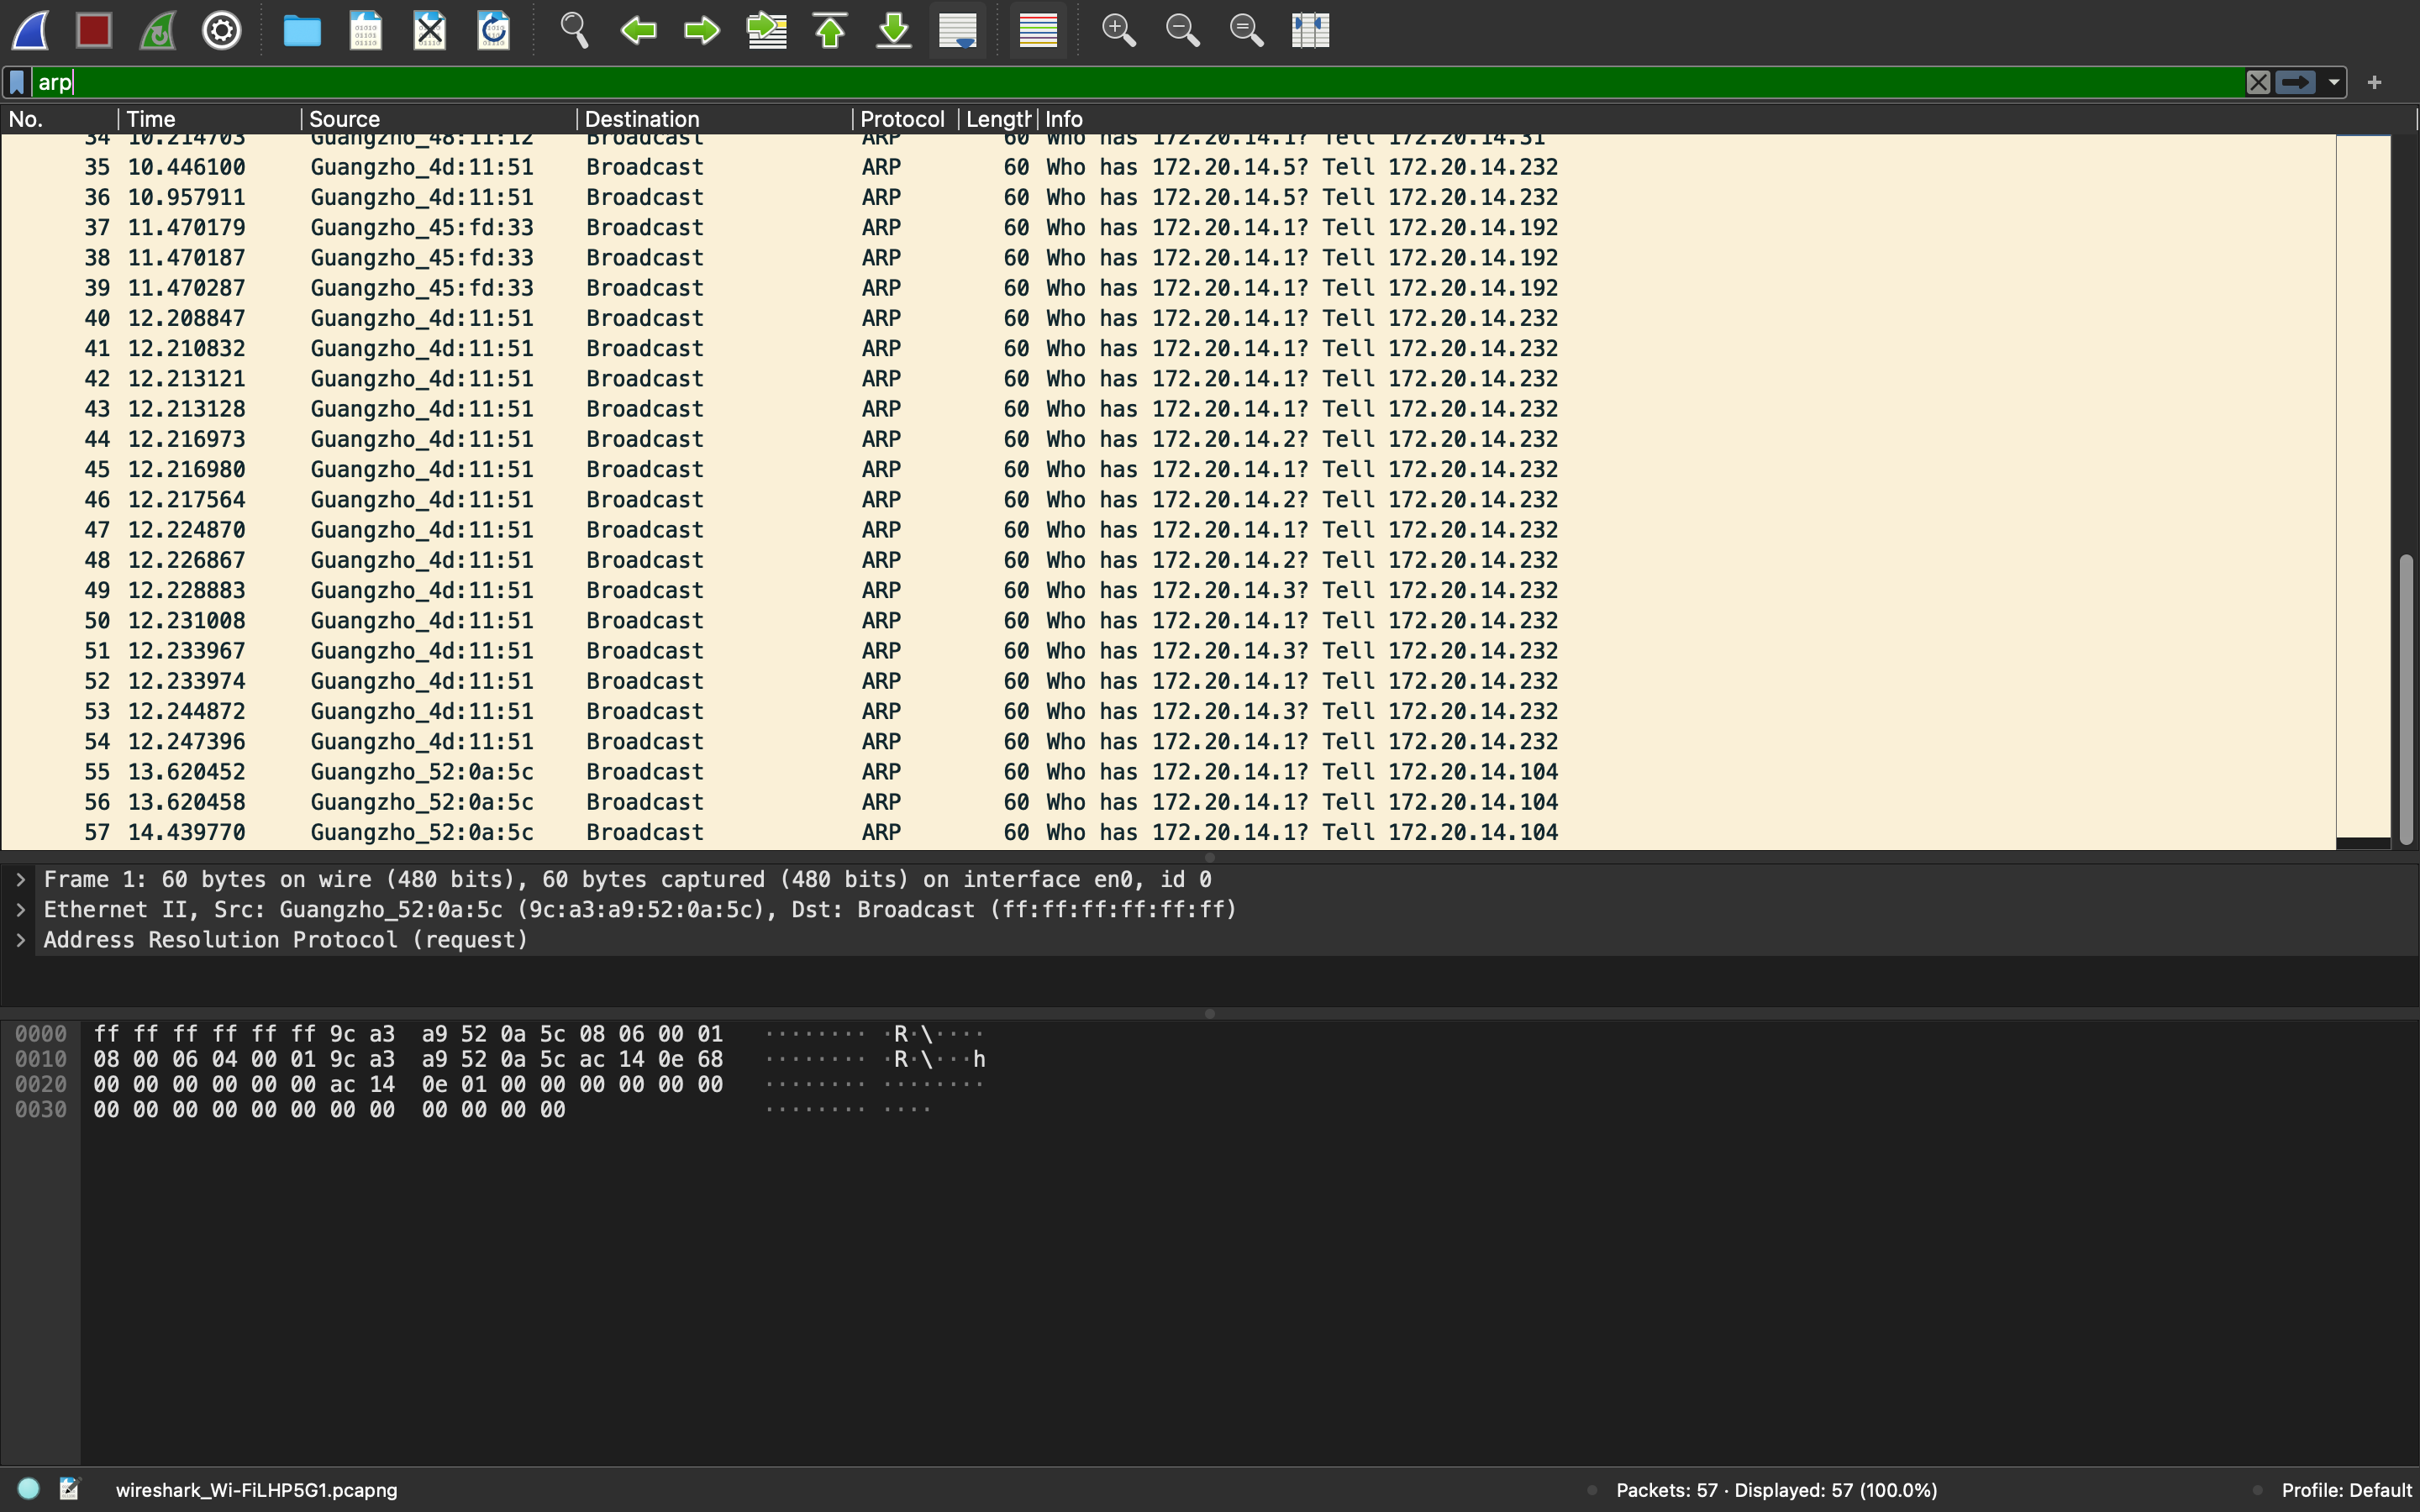 arp
No. Time Source Destination Protocol Length Info
34 10.214703 Guangzho_48:11:12 Broadcast ARP 60 Who has 172.20.14.1? Tell 172.20.14.31
35 10.446100 Guangzho_4d:11:51 Broadcast ARP 60 Who has 172.20.14.5? Tell 172.20.14.232
36 10.957911 Guangzho_4d:11:51 Broadcast ARP 60 Who has 172.20.14.5? Tell 172.20.14.232
37 11.470179 Guangzho_45:fd:33 Broadcast ARP 60 Who has 172.20.14.1? Tell 172.20.14.192
38 11.470187 Guangzho_45:fd:33 Broadcast ARP 60 Who has 172.20.14.1? Tell 172.20.14.192
39 11.470287 Guangzho_45:fd:33 Broadcast ARP 60 Who has 172.20.14.1? Tell 172.20.14.192
40 12.208847 Guangzho_4d:11:51 Broadcast ARP 60 Who has 172.20.14.1? Tell 172.20.14.232
41 12.210832 Guangzho_4d:11:51 Broadcast ARP 60 Who has 172.20.14.1? Tell 172.20.14.232
42 12.213121 Guangzho_4d:11:51 Broadcast ARP 60 Who has 172.20.14.1? Tell 172.20.14.232
43 12.213128 Guangzho_4d:11:51 Broadcast ARP 60 Who has 172.20.14.1? Tell 172.20.14.232
44 12.216973 Guangzho_4d:11:51 Broadcast ARP 60 Who has 172.20.14.2? Tell 172.20.14.232
45 12.216980 Guangzho_4d:11:51 Broadcast ARP 60 Who has 172.20.14.1? Tell 172.20.14.232
46 12.217564 Guangzho_4d:11:51 Broadcast ARP 60 Who has 172.20.14.2? Tell 172.20.14.232
47 12.224870 Guangzho_4d:11:51 Broadcast ARP 60 Who has 172.20.14.1? Tell 172.20.14.232
48 12.226867 Guangzho_4d:11:51 Broadcast ARP 60 Who has 172.20.14.2? Tell 172.20.14.232
49 12.228883 Guangzho_4d:11:51 Broadcast ARP 60 Who has 172.20.14.3? Tell 172.20.14.232
50 12.231008 Guangzho_4d:11:51 Broadcast ARP 60 Who has 172.20.14.1? Tell 172.20.14.232
51 12.233967 Guangzho_4d:11:51 Broadcast ARP 60 Who has 172.20.14.3? Tell 172.20.14.232
52 12.233974 Guangzho_4d:11:51 Broadcast ARP 60 Who has 172.20.14.1? Tell 172.20.14.232
53 12.244872 Guangzho_4d:11:51 Broadcast ARP 60 Who has 172.20.14.3? Tell 172.20.14.232
54 12.247396 Guangzho_4d:11:51 Broadcast ARP 60 Who has 172.20.14.1? Tell 172.20.14.232
55 13.620452 Guangzho_52:0a:5c Broadcast ARP 60 Who has 172.20.14.1? Tell 172.20.14.104
56 13.620458 Guangzho_52:0a:5c Broadcast ARP 60 Who has 172.20.14.1? Tell 172.20.14.104
57 14.439770 Guangzho_52:0a:5c Broadcast ARP 60 Who has 172.20.14.1? Tell 172.20.14.104
Frame 1: 60 bytes on wire (480 bits), 60 bytes captured (480 bits) on interface en0, id 0
Ethernet II, Src: Guangzho_52:0a:5c (9c:a3:a9:52:0a:5c), Dst: Broadcast (ff:ff:ff:ff:ff:ff)
Address Resolution Protocol (request)
0000 ff ff ff ff ff ff 9c a3 a9 52 0a 5c 08 06 00 01 ········ ·R·\····
0010 08 00 06 04 00 01 9c a3 a9 52 0a 5c ac 14 0e 68 ········ ·R·\···h
0020 00 00 00 00 00 00 ac 14 0e 01 00 00 00 00 00 00 ········ ········
0030 00 00 00 00 00 00 00 00 00 00 00 00 ········ ····
wireshark_Wi-FiLHP5G1.pcapng Packets: 57 · Displayed: 57 (100.0%) Profile: Default